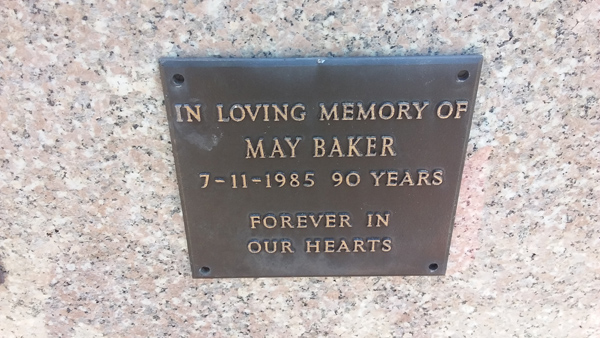 IN LOVING MEMORY OF
MAY BAKER
7-11-1985 90 YEARS
FOREVER IN
OUR HEARTS